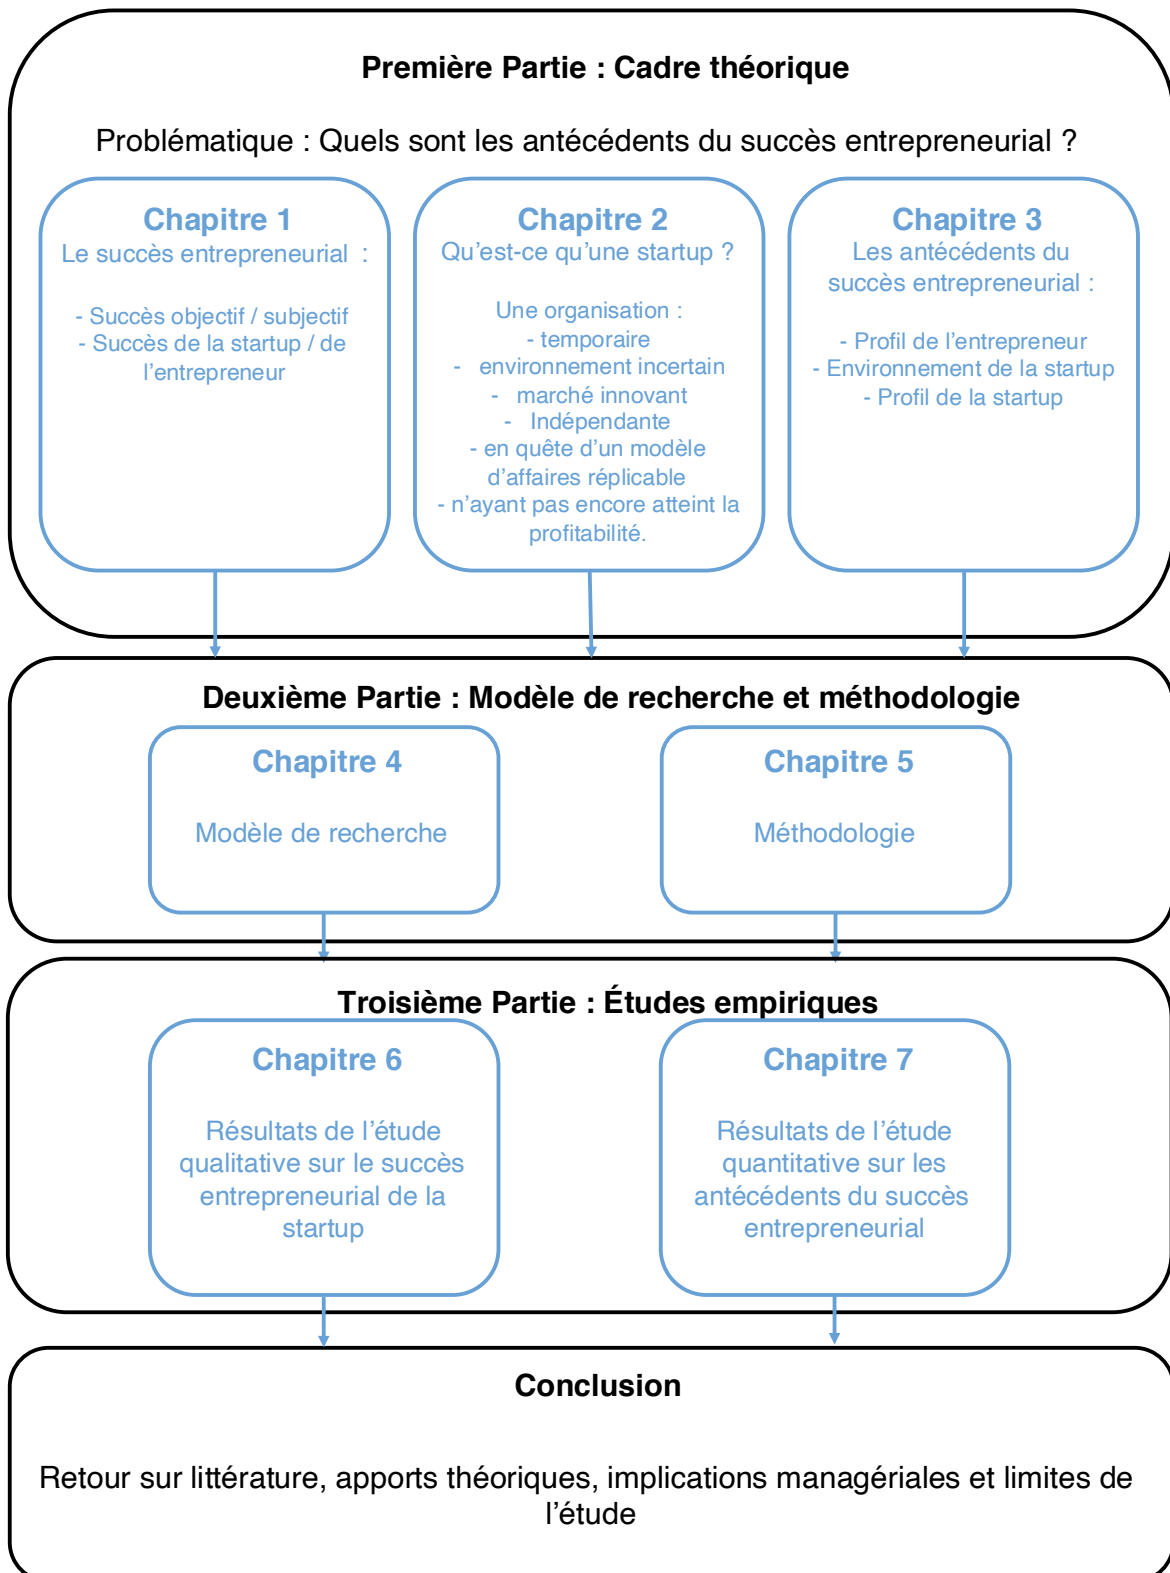 Première Partie : Cadre théorique
Problématique : Quels sont les antécédents du succès entrepreneurial ?
Chapitre 1
Le succès entrepreneurial :
- Succès objectif / subjectif
- Succès de la startup / de
l’entrepreneur
Chapitre 2
Qu’est-ce qu’une startup ?
Une organisation :
- temporaire
- environnement incertain
- marché innovant
- Indépendante
- en quête d’un modèle
d’affaires réplicable
- n’ayant pas encore atteint la
profitabilité.
Chapitre 3
Les antécédents du
succès entrepreneurial :
- Profil de l’entrepreneur
- Environnement de la startup
- Profil de la startup
Deuxième Partie : Modèle de recherche et méthodologie
Chapitre 4
Modèle de recherche
Chapitre 5
Méthodologie
Troisième Partie : Études empiriques
Chapitre 6
Résultats de l’étude
qualitative sur le succès
entrepreneurial de la
startup
Chapitre 7
Résultats de l’étude
quantitative sur les
antécédents du succès
entrepreneurial
Conclusion
Retour sur littérature, apports théoriques, implications managériales et limites de
l’étude